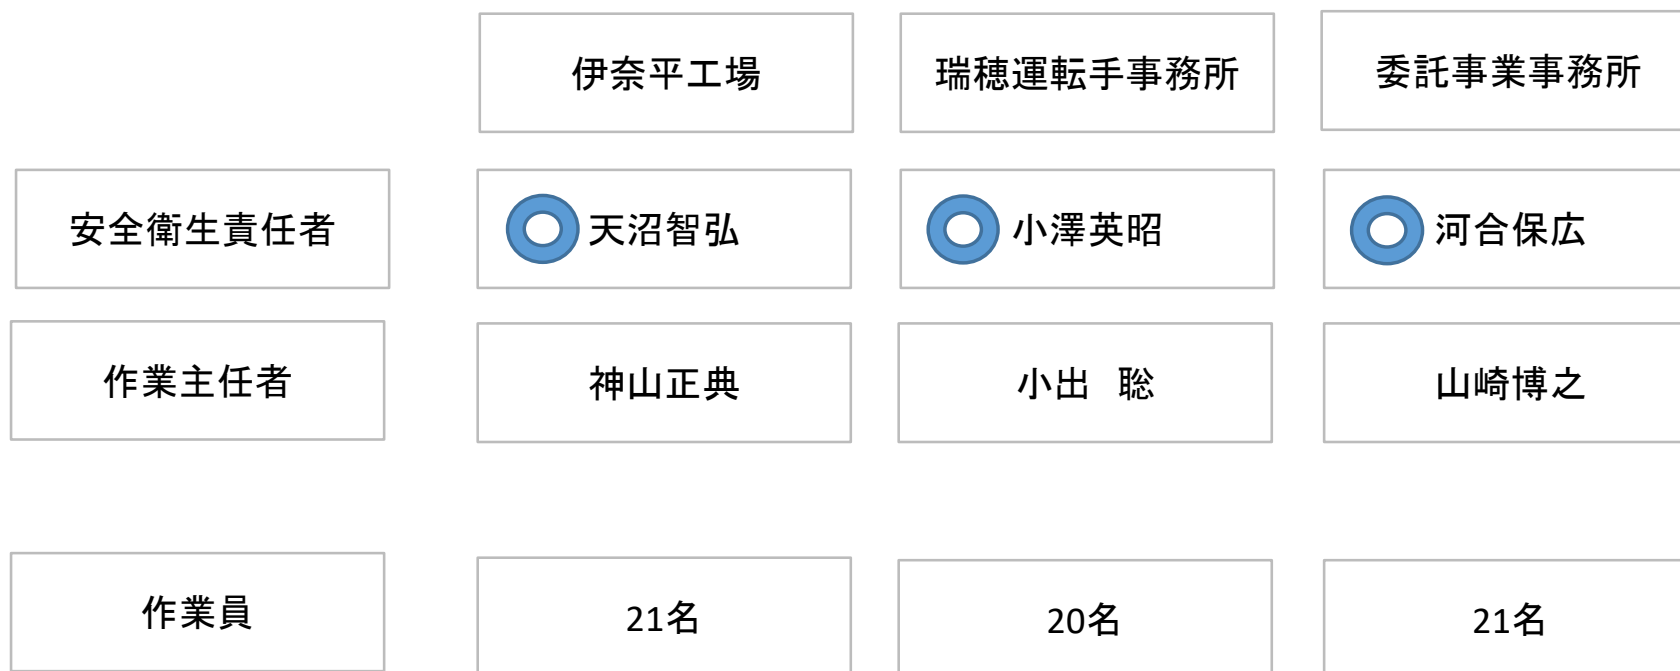 伊奈平工場 瑞穂運転手事務所 委託事業事務所
安全衛生責任者 天沼智弘 小澤英昭 河合保広
作業主任者 神山正典 小出　聡 山崎博之
作業員 21名 20名 21名